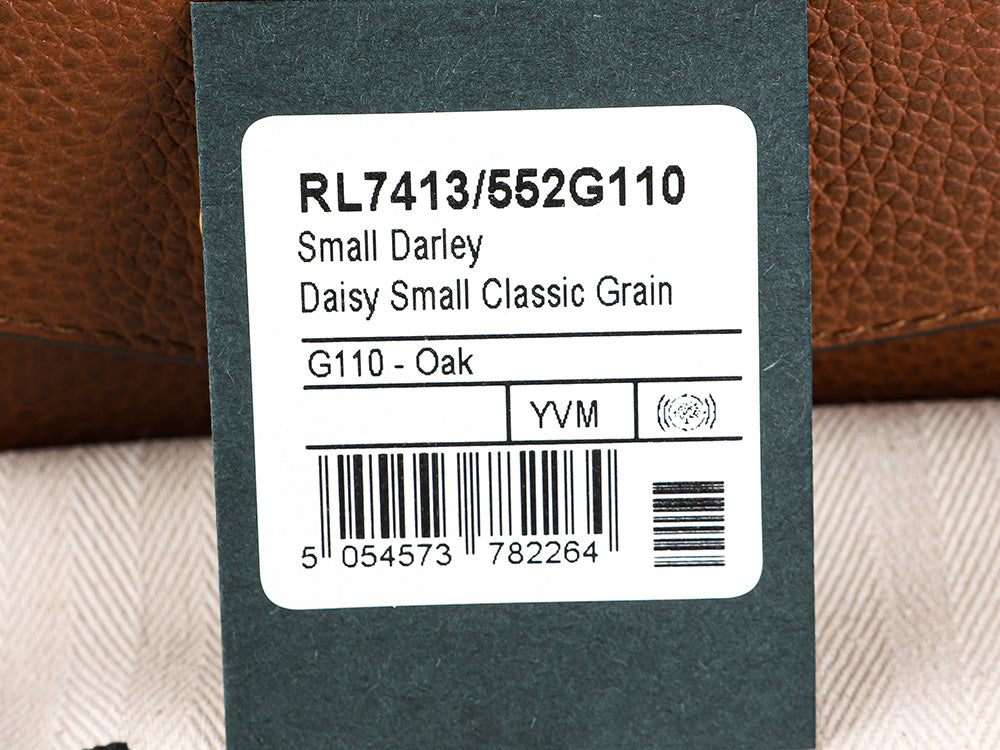 RL7413/552G110
Small Darley
Daisy Small Classic Grain
G110 - Oak
YVM
5 054573 782264